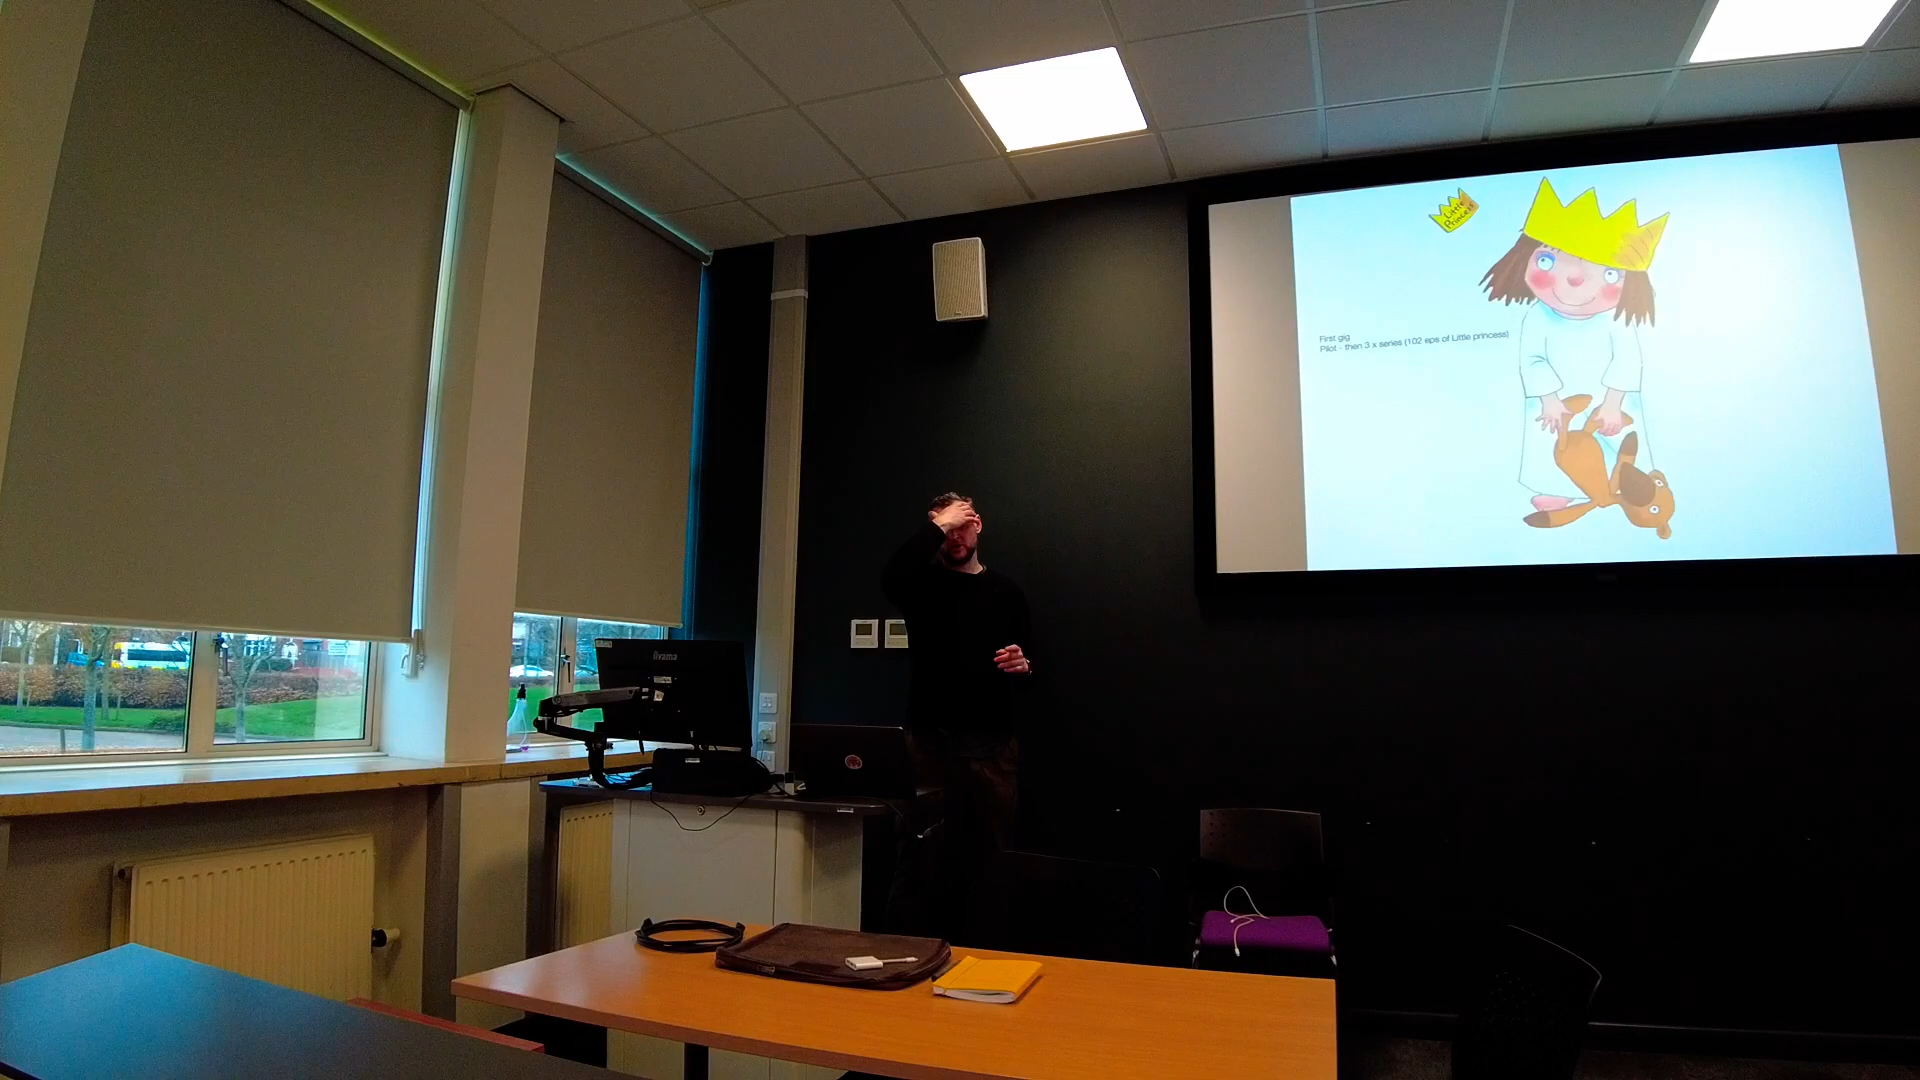 Little
Princess
First gig
Pilot - then 3 x series (102 eps of Little princess)
iiyama